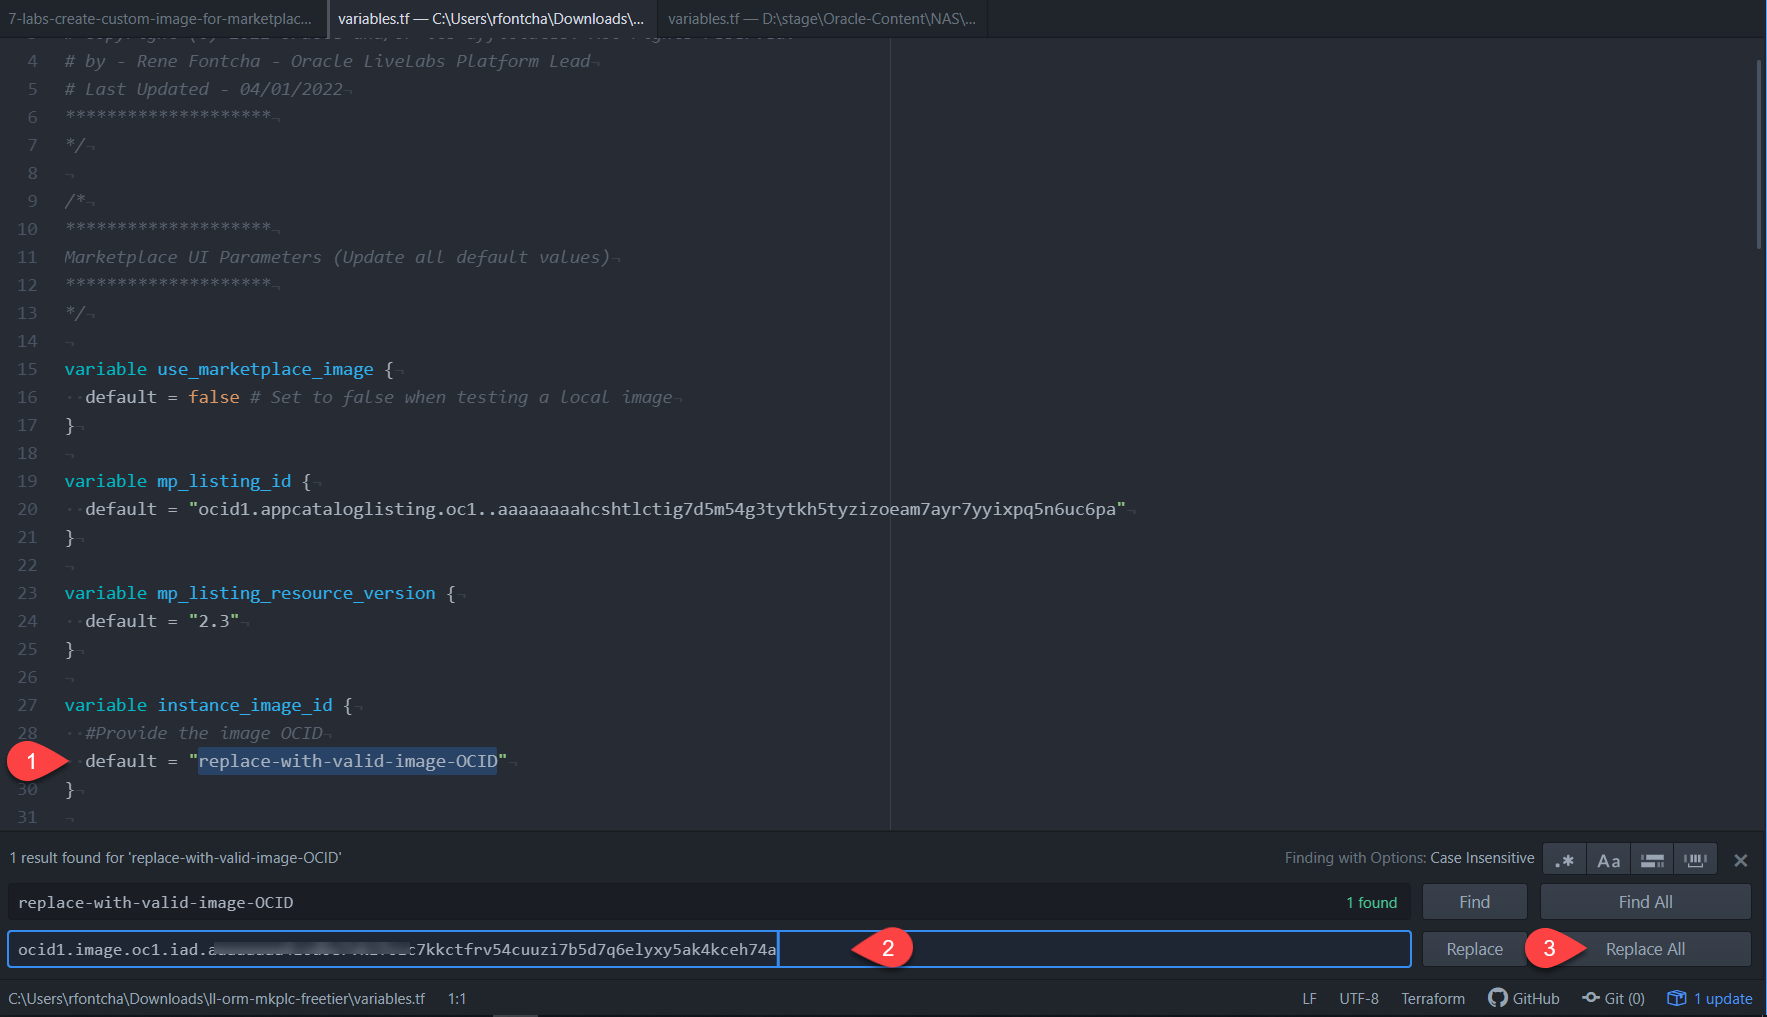 7-labs-create-custom-image-for-marketplac...
variables.tf — C:\Users\rfontcha\Downloads\...
variables.tf — D:\stage\Oracle-Content\NAS\...
4 # by - Rene Fontcha - Oracle LiveLabs Platform Lead¬
5 # Last Updated - 04/01/2022¬
6 ********************¬
7 */¬
8 ¬
9 /*¬
10 ********************¬
11 Marketplace UI Parameters (Update all default values)¬
12 ********************¬
13 */¬
14 ¬
15 variable use_marketplace_image {¬
16 ··default = false # Set to false when testing a local image¬
17 }¬
18 ¬
19 variable mp_listing_id {¬
20 ··default = "ocid1.appcataloglisting.oc1..aaaaaaaahcshtlctig7d5m54g3tytkh5tyzizoeam7ayr7yyixpq5n6uc6pa"¬
21 }¬
22 ¬
23 variable mp_listing_resource_version {¬
24 ··default = "2.3"¬
25 }¬
26 ¬
27 variable instance_image_id {¬
28 ··#Provide the image OCID¬
1 ··default = "replace-with-valid-image-OCID"¬
30 }¬
31 ¬
1 result found for 'replace-with-valid-image-OCID'
Finding with Options: Case Insensitive
.* Aa
replace-with-valid-image-OCID
1 found
Find
Find All
ocid1.image.oc1.iad.a c7kkctfrv54cuuzi7b5d7q6elyxy5ak4kceh74a
2
Replace
3
Replace All
C:\Users\rfontcha\Downloads\ll-orm-mkplc-freetier\variables.tf 1:1
LF UTF-8 Terraform GitHub Git (0) 1 update